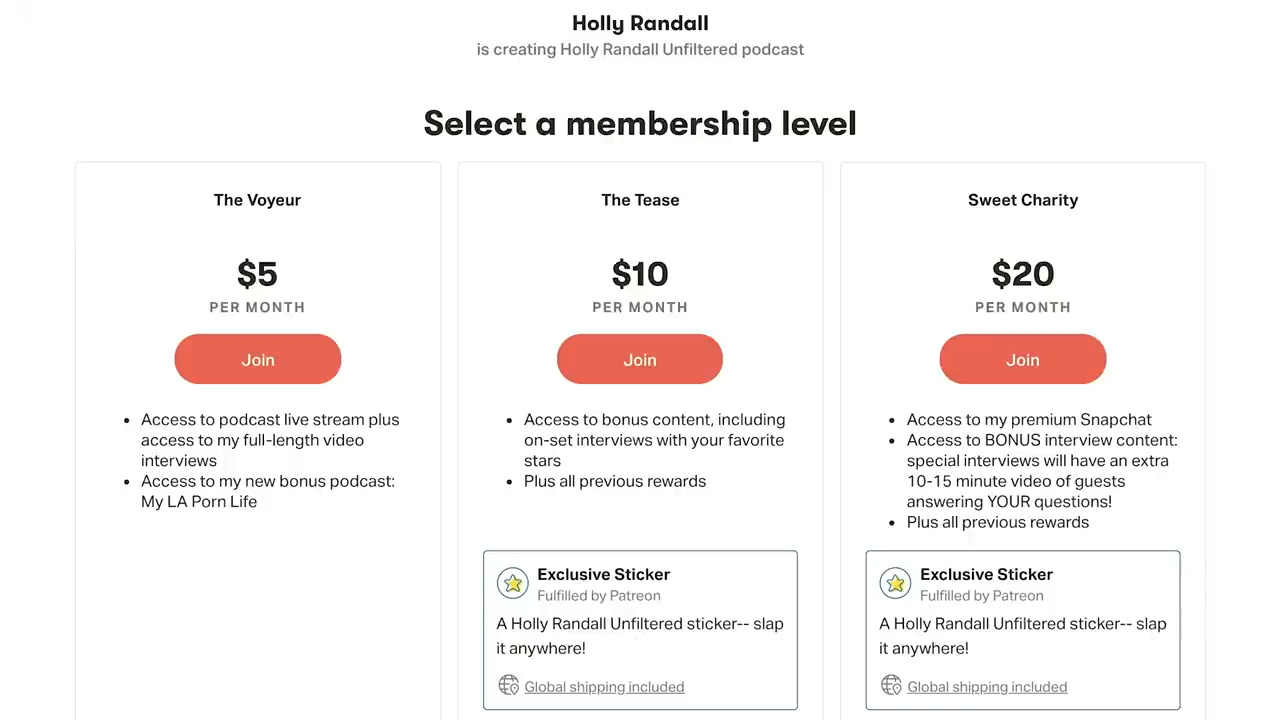 Holly Randall
is creating Holly Randall Unfiltered podcast
Select a membership level
The Voyeur
$5
PER MONTH
Join
• Access to podcast live stream plus
access to my full-length video
interviews
• Access to my new bonus podcast:
My LA Porn Life
The Tease
$10
PER MONTH
Join
• Access to bonus content, including
on-set interviews with your favorite
stars
• Plus all previous rewards
Exclusive Sticker
Fulfilled by Patreon
A Holly Randall Unfiltered sticker-- slap
it anywhere!
Global shipping included
Sweet Charity
$20
PER MONTH
Join
• Access to my premium Snapchat
• Access to BONUS interview content:
special interviews will have an extra
10-15 minute video of guests
answering YOUR questions!
• Plus all previous rewards
Exclusive Sticker
Fulfilled by Patreon
A Holly Randall Unfiltered sticker-- slap
it anywhere!
Global shipping included